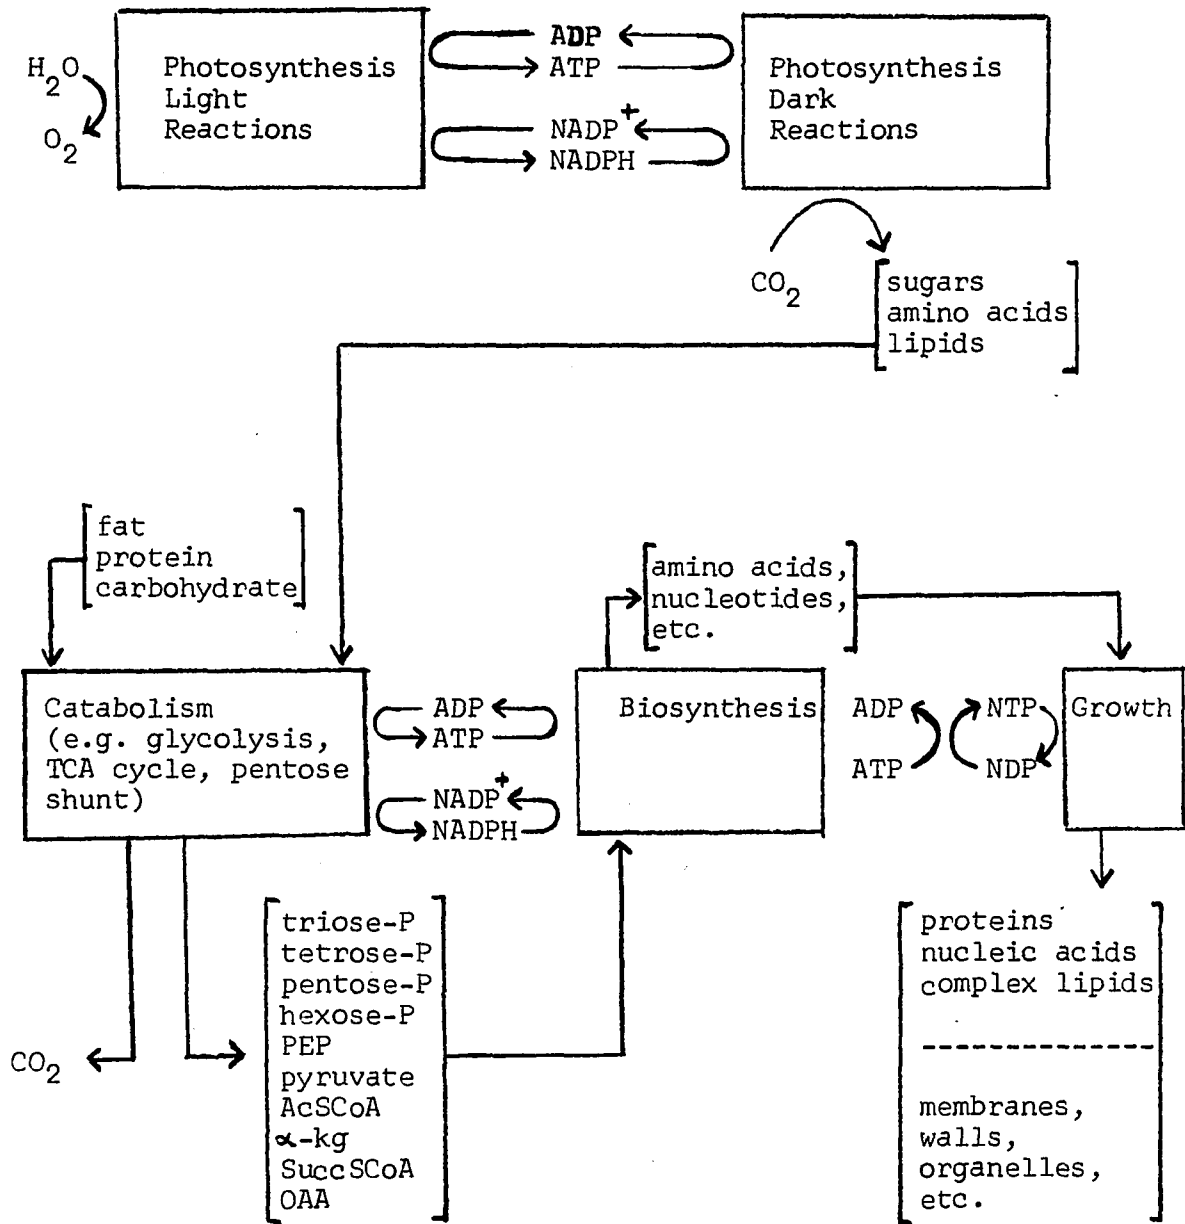 H₂O
O₂
Photosynthesis
Light
Reactions
ADP
ATP
NADP⁺
NADPH
Photosynthesis
Dark
Reactions
CO₂
sugars
amino acids
lipids
fat
protein
carbohydrate
amino acids,
nucleotides,
etc.
Catabolism
(e.g. glycolysis,
TCA cycle, pentose
shunt)
ADP
ATP
NADP⁺
NADPH
Biosynthesis
ADP
ATP
NTP
NDP
Growth
CO₂
triose-P
tetrose-P
pentose-P
hexose-P
PEP
pyruvate
AcSCoA
α-kg
SuccSCoA
OAA
proteins
nucleic acids
complex lipids
--------------
membranes,
walls,
organelles,
etc.